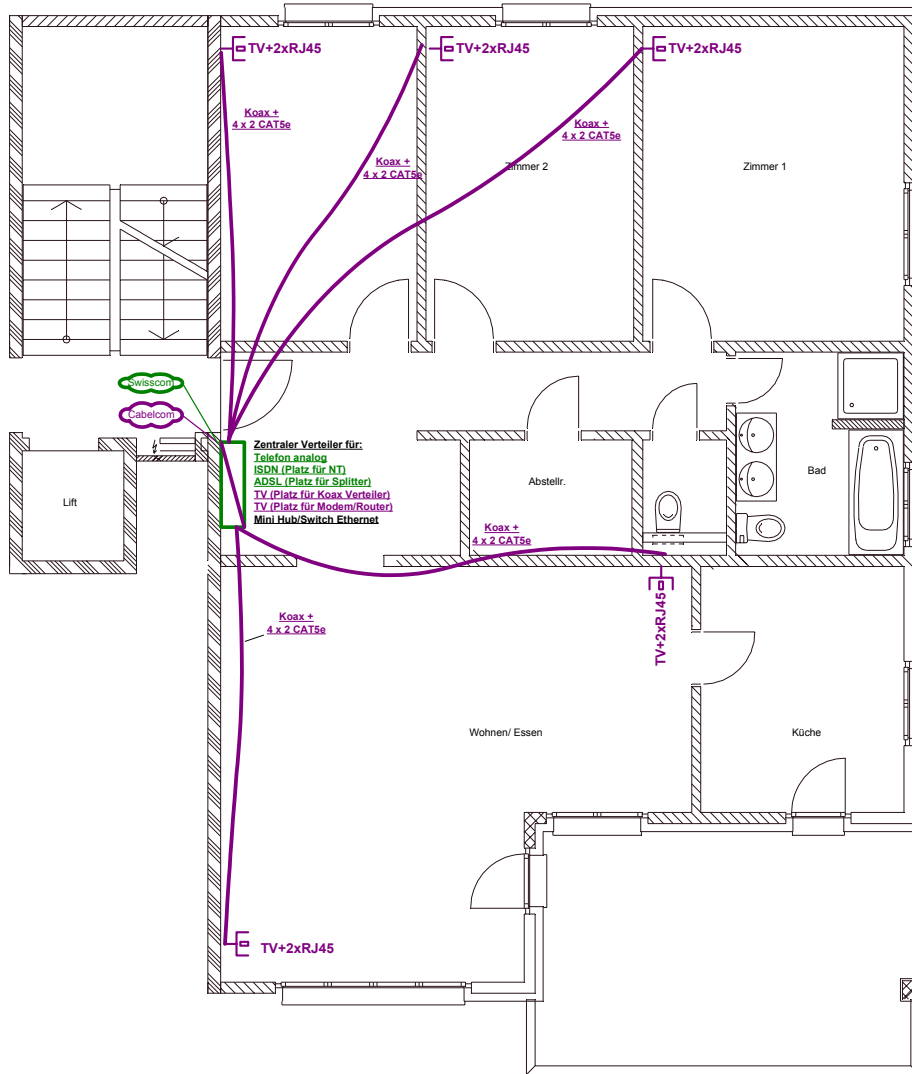 TV+2xRJ45
TV+2xRJ45
TV+2xRJ45
Koax +
4 x 2 CAT5e
Koax +
4 x 2 CAT5e
Koax +
4 x 2 CAT5e
Zimmer 2
Zimmer 1
Swisscom
Cabelcom
Zentraler Verteiler für:
Telefon analog
ISDN (Platz für NT)
ADSL (Platz für Splitter)
TV (Platz für Koax Verteiler)
TV (Platz für Modem/Router)
Mini Hub/Switch Ethernet
Lift
Abstellr.
Bad
Koax +
4 x 2 CAT5e
TV+2xRJ45
Koax +
4 x 2 CAT5e
Wohnen/ Essen
Küche
TV+2xRJ45